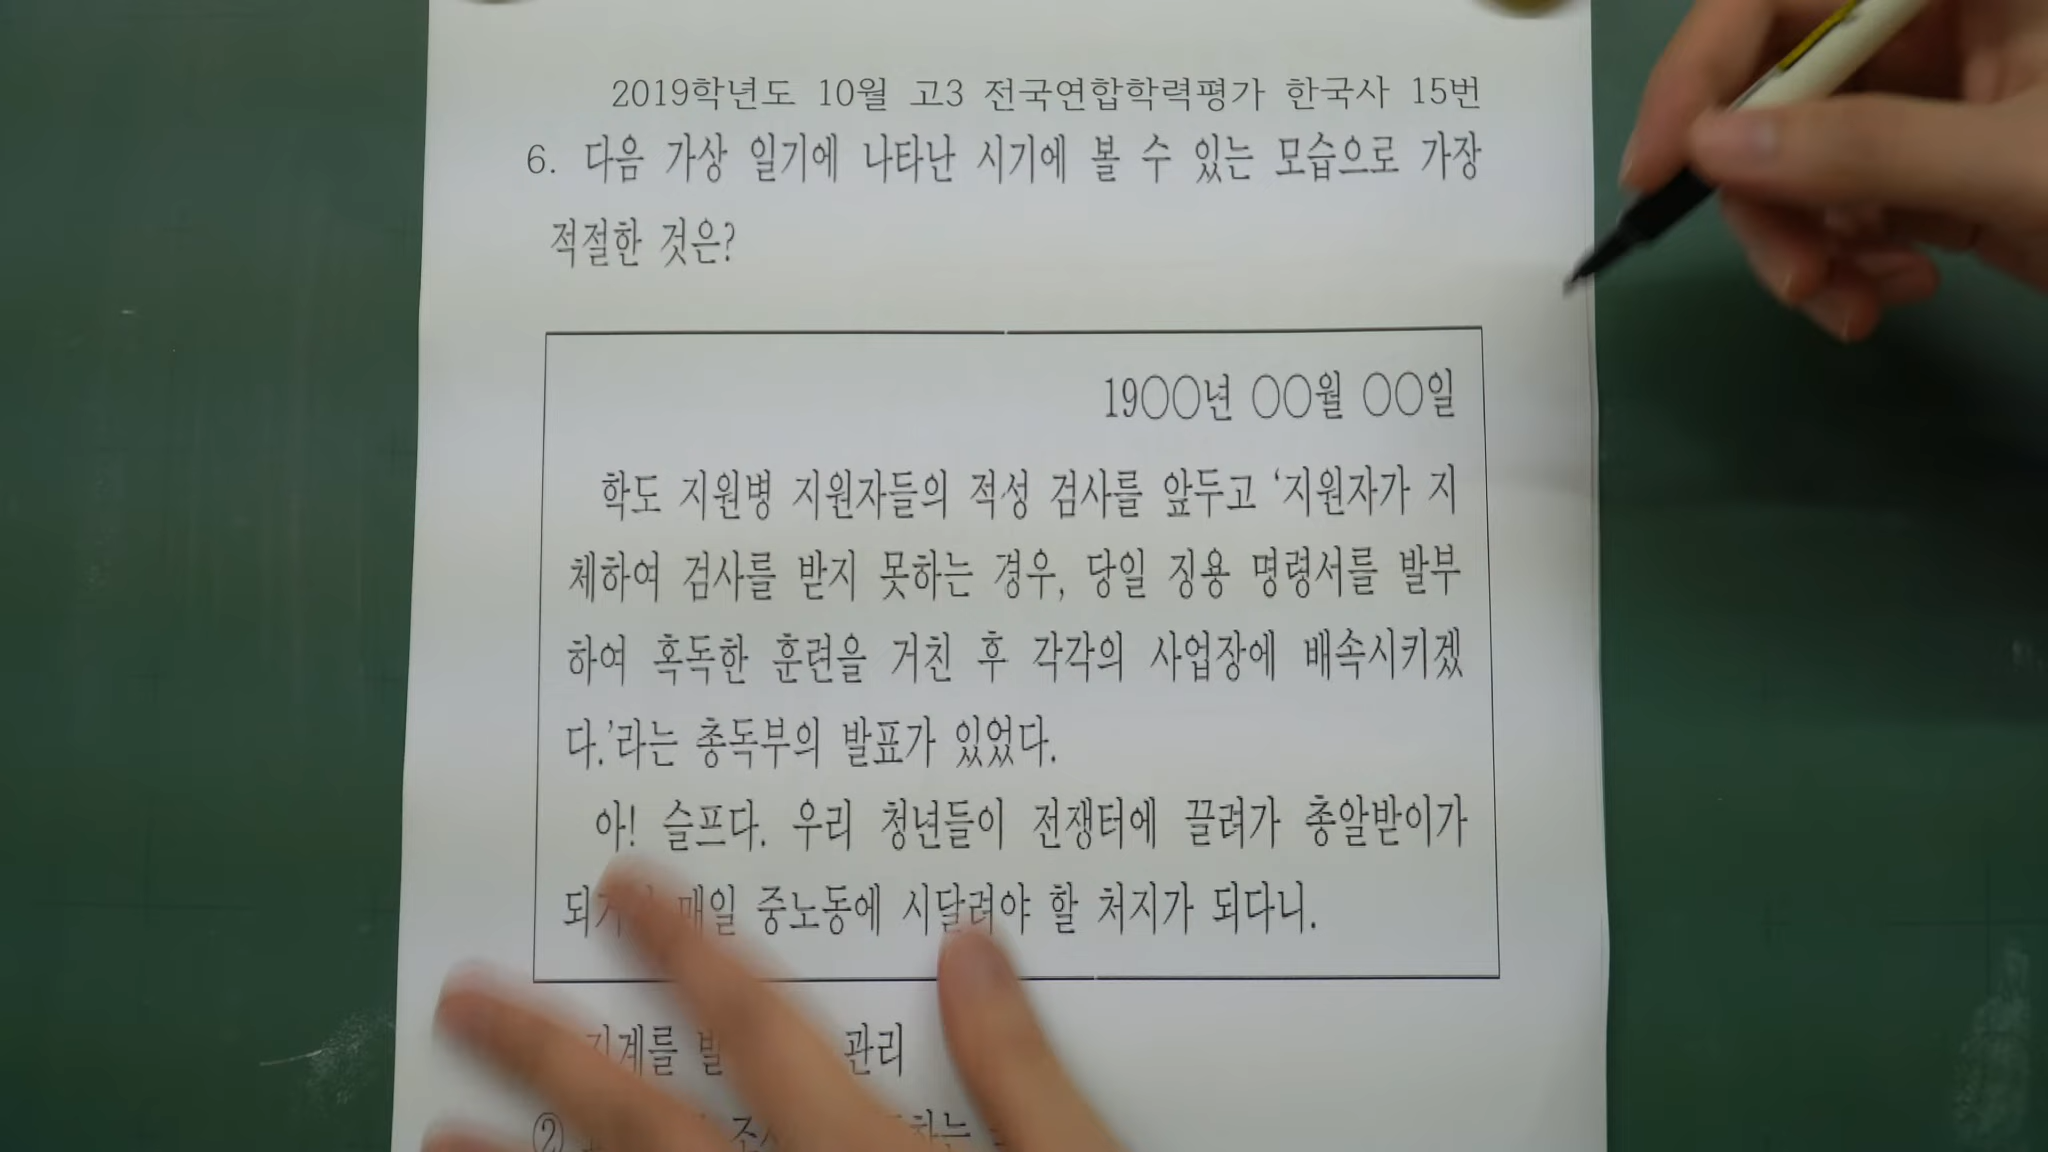 2019학년도 10월 고3 전국연합학력평가 한국사 15번
6. 다음 가상 일기에 나타난 시기에 볼 수 있는 모습으로 가장
적절한 것은?
19○○년 ○○월 ○○일
학도 지원병 지원자들의 적성 검사를 앞두고 ‘지원자가 지
체하여 검사를 받지 못하는 경우, 당일 징용 명령서를 발부
하여 혹독한 훈련을 거친 후 각각의 사업장에 배속시키겠
다.’라는 총독부의 발표가 있었다.
아! 슬프다. 우리 청년들이 전쟁터에 끌려가 총알받이가
매일 중노동에 시달려야 할 처지가 되다니.
관리
②